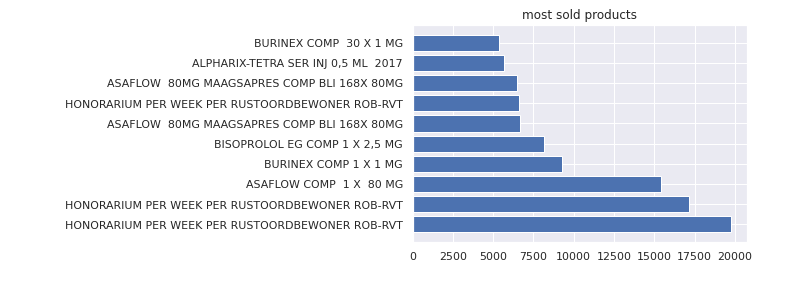 most sold products
BURINEX COMP  30 X 1 MG
ALPHARIX-TETRA SER INJ 0,5 ML  2017
ASAFLOW  80MG MAAGSAPRES COMP BLI 168X 80MG
HONORARIUM PER WEEK PER RUSTOORDBEWONER ROB-RVT
ASAFLOW  80MG MAAGSAPRES COMP BLI 168X 80MG
BISOPROLOL EG COMP 1 X 2,5 MG
BURINEX COMP 1 X 1 MG
ASAFLOW COMP  1 X  80 MG
HONORARIUM PER WEEK PER RUSTOORDBEWONER ROB-RVT
HONORARIUM PER WEEK PER RUSTOORDBEWONER ROB-RVT
0 2500 5000 7500 10000 12500 15000 17500 20000